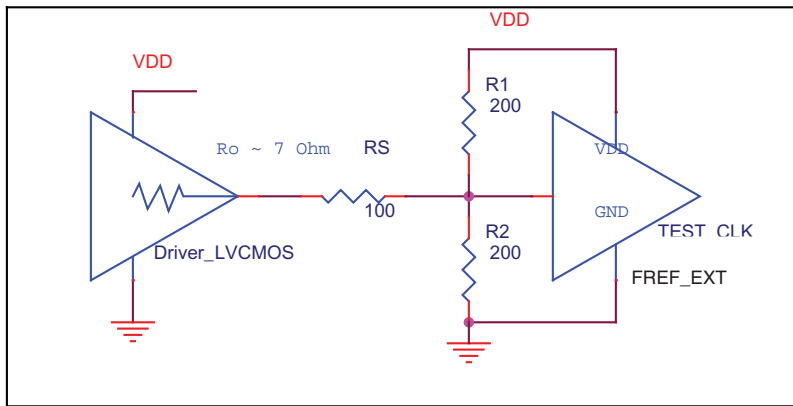 VDD
VDD
R1
200
Ro ~ 7 Ohm
RS
VDD
100
GND
R2
200
TEST_CLK
Driver_LVCMOS
FREF_EXT